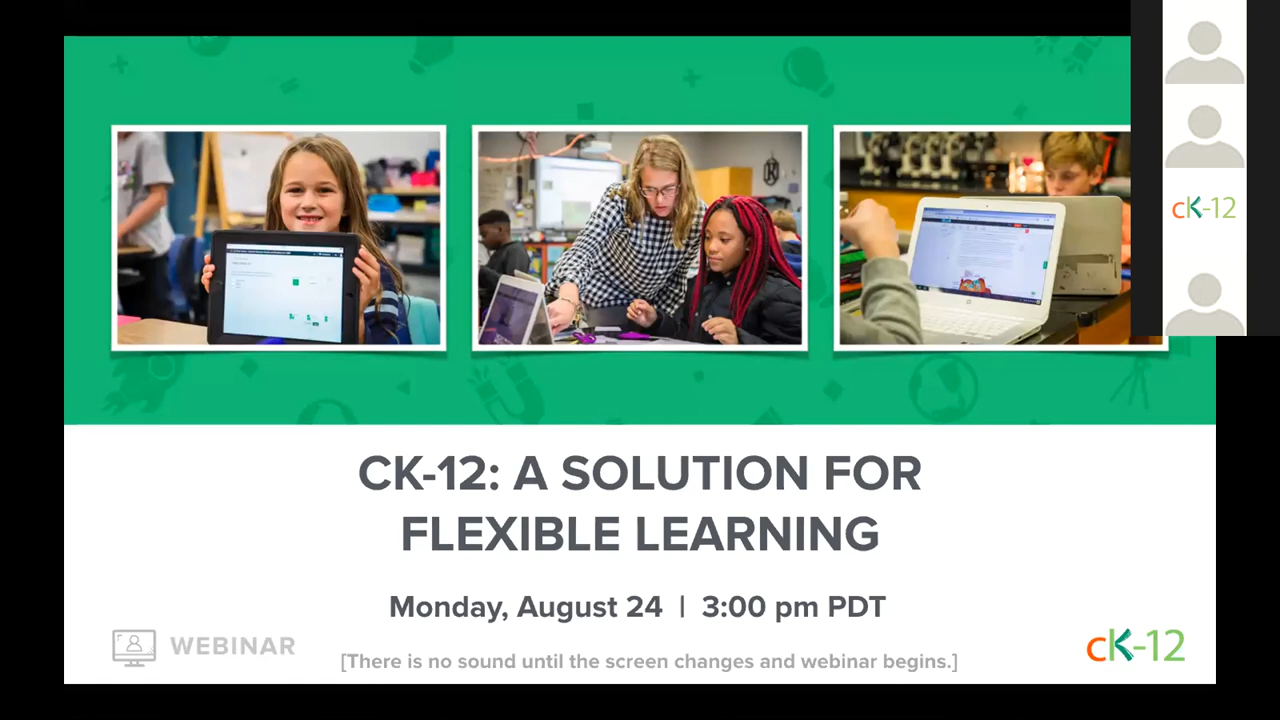 cK-12
CK-12: A SOLUTION FOR
FLEXIBLE LEARNING
Monday, August 24 | 3:00 pm PDT
WEBINAR
[There is no sound until the screen changes and webinar begins.]
cK-12